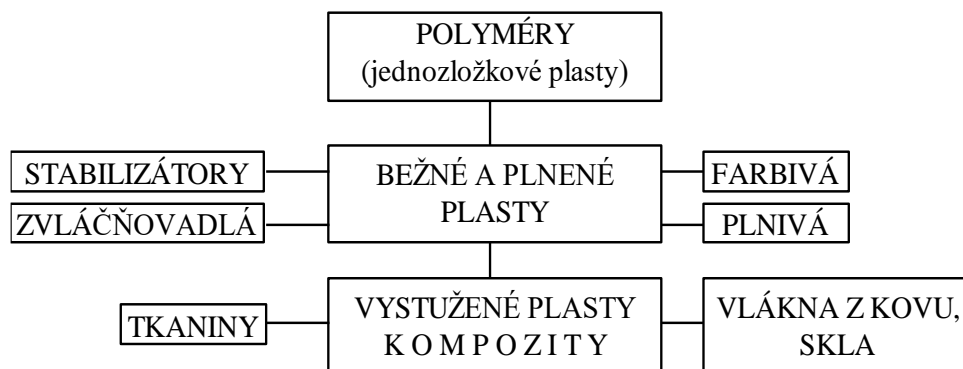 POLYMÉRY
(jednozložkové plasty)
STABILIZÁTORY
ZVLÁČŇOVADLÁ
BEŽNÉ A PLNENÉ
PLASTY
FARBIVÁ
PLNIVÁ
TKANINY
VYSTUŽENÉ PLASTY
K O M P O Z I T Y
VLÁKNA Z KOVU,
SKLA